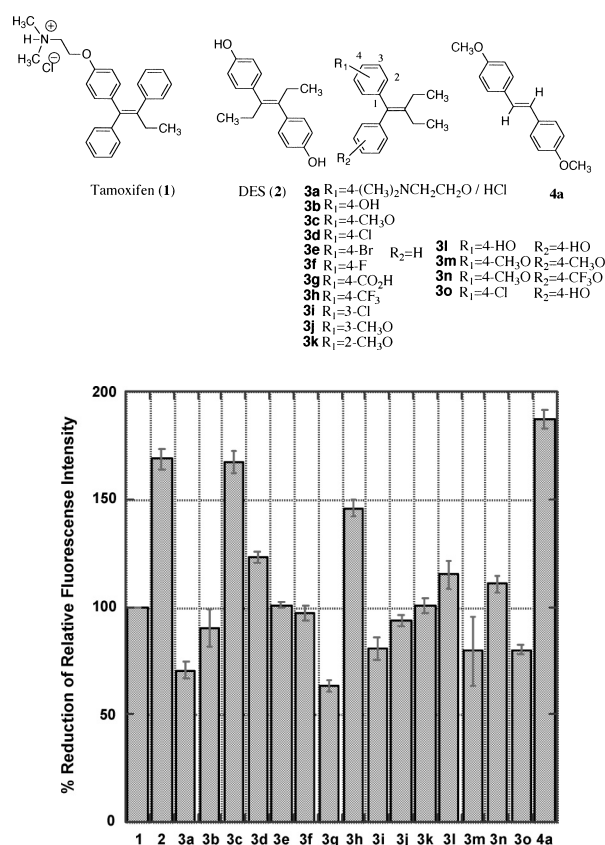 H₃C
H-N⊕
CH₃ Cl⊖
O
CH₃
Tamoxifen (1)
HO
OH
DES (2)
4 3
R₁
2
1
CH₃
CH₃
R₂
CH₃O
H
H
OCH₃
4a
3a R₁=4-(CH₃)₂NCH₂CH₂O / HCl
3b R₁=4-OH
3c R₁=4-CH₃O
3d R₁=4-Cl
3e R₁=4-Br R₂=H
3f R₁=4-F
3g R₁=4-CO₂H
3h R₁=4-CF₃
3i R₁=3-Cl
3j R₁=3-CH₃O
3k R₁=2-CH₃O
3l R₁=4-HO R₂=4-HO
3m R₁=4-CH₃O R₂=4-CH₃O
3n R₁=4-CH₃O R₂=4-CF₃O
3o R₁=4-Cl R₂=4-HO
% Reduction of Relative Fluorescense Intensity
200
150
100
50
0
1 2 3a 3b 3c 3d 3e 3f 3g 3h 3i 3j 3k 3l 3m 3n 3o 4a